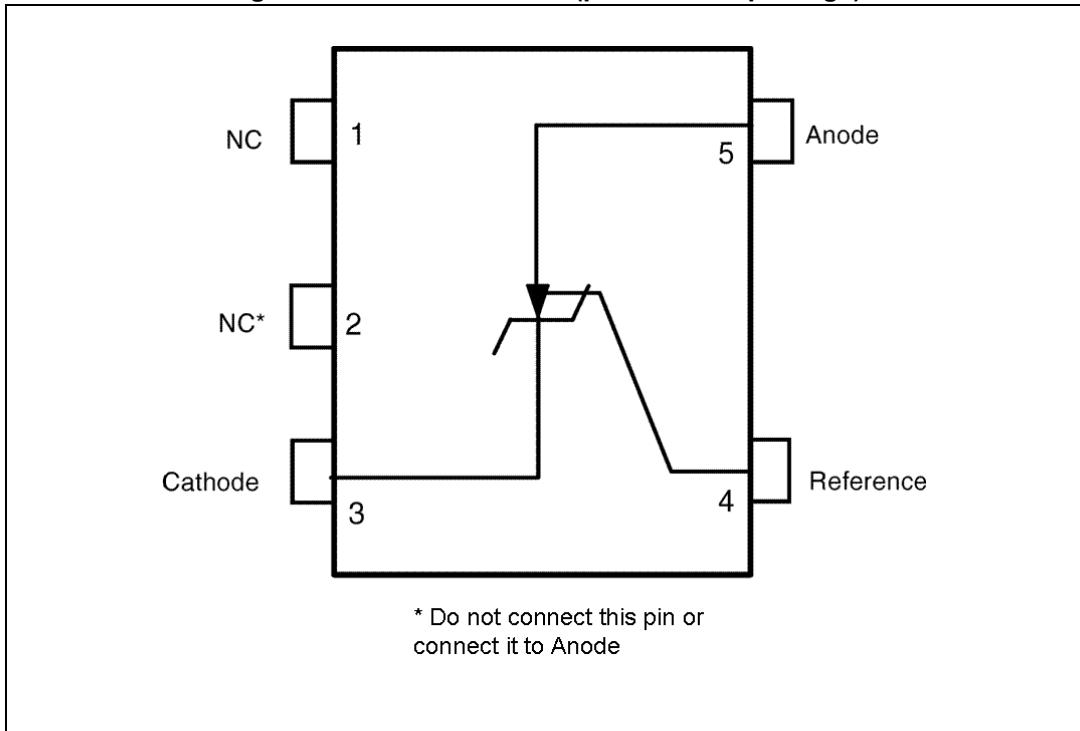 NC
1
5
Anode
NC*
2
Cathode
3
4
Reference
* Do not connect this pin or
connect it to Anode